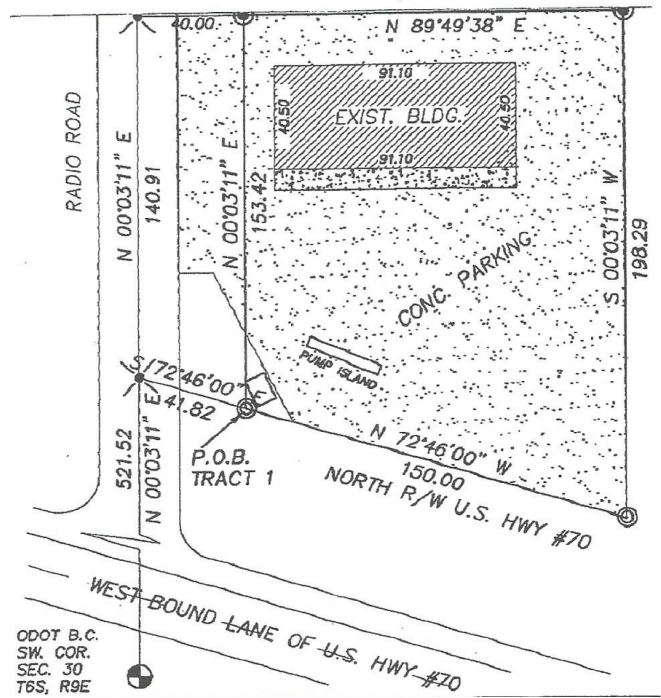 40.00
N 89°49'38" E
RADIO ROAD
N 00°03'11" E
140.91
N 00°03'11" E
153.42
91.10
40.50
EXIST. BLDG.
40.50
91.10
S 00°03'11" W
198.29
CONC. PARKING
PUMP ISLAND
S 72°46'00" E
41.82
521.52
N 00°03'11" E
P.O.B.
TRACT 1
N 72°46'00" W
150.00
NORTH R/W U.S. HWY #70
WEST BOUND LANE OF U.S. HWY #70
ODOT B.C.
SW. COR.
SEC. 30
T6S, R9E